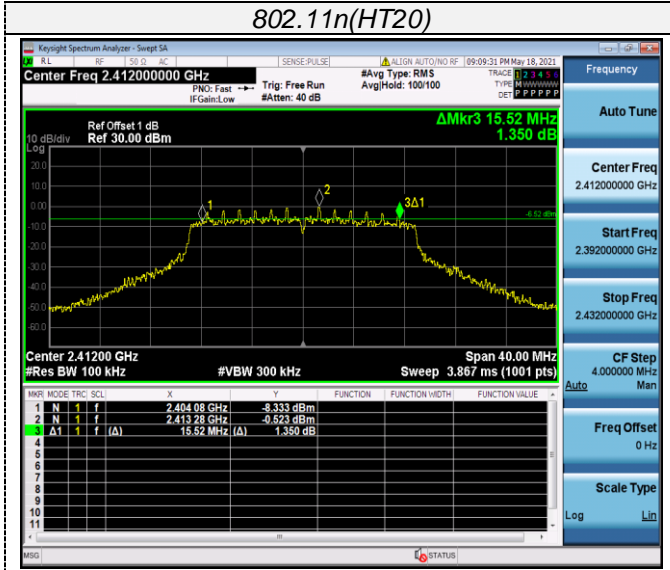 802.11n(HT20)
Keysight Spectrum Analyzer - Swept SA
RL RF 50 Ω AC SENSE:PULSE ALIGN AUTO/NO RF 09:09:31 PM May 18, 2021
Center Freq 2.412000000 GHz #Avg Type: RMS TRACE 1 2 3 4 5 6
PNO: Fast Trig: Free Run Avg|Hold: 100/100 TYPE MWWWWW
IFGain:Low #Atten: 40 dB DET P P P P P P
Ref Offset 1 dB ΔMkr3 15.52 MHz
10 dB/div Ref 30.00 dBm 1.350 dB
Log
20.0
10.0
0.00
-10.0
-20.0
-30.0
-40.0
-50.0
-60.0
1
2
3Δ1
-6.52 dBm
Center 2.41200 GHz Span 40.00 MHz
#Res BW 100 kHz #VBW 300 kHz Sweep 3.867 ms (1001 pts)
MKR MODE TRC SCL X Y FUNCTION FUNCTION WIDTH FUNCTION VALUE
1 N 1 f 2.404 08 GHz -8.333 dBm
2 N 1 f 2.413 28 GHz -0.523 dBm
3 Δ1 1 f (Δ) 15.52 MHz (Δ) 1.350 dB
4
5
6
7
8
9
10
11
MSG STATUS
Frequency
Auto Tune
Center Freq
2.412000000 GHz
Start Freq
2.392000000 GHz
Stop Freq
2.432000000 GHz
CF Step
4.000000 MHz
Auto Man
Freq Offset
0 Hz
Scale Type
Log Lin